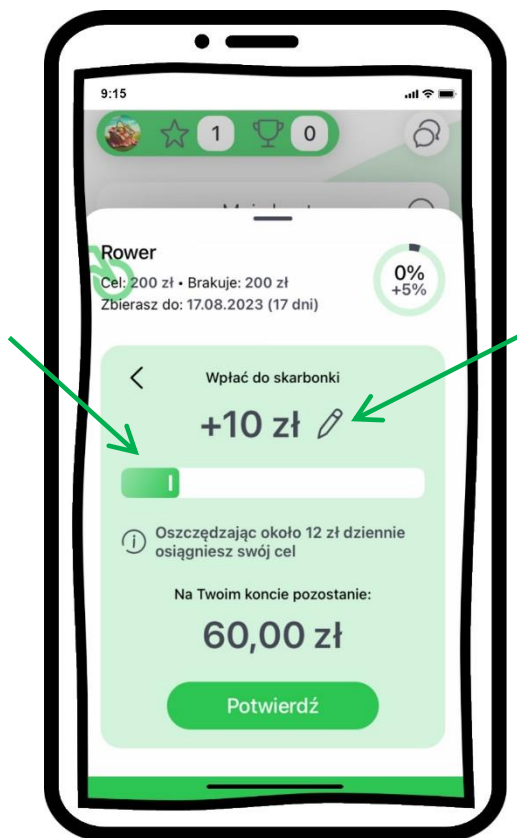 9:15
1 0
Rower
Cel: 200 zł • Brakuje: 200 zł
Zbierasz do: 17.08.2023 (17 dni)
0%
+5%
Wpłać do skarbonki
+10 zł
Oszczędzając około 12 zł dziennie
osiągniesz swój cel
Na Twoim koncie pozostanie:
60,00 zł
Potwierdź